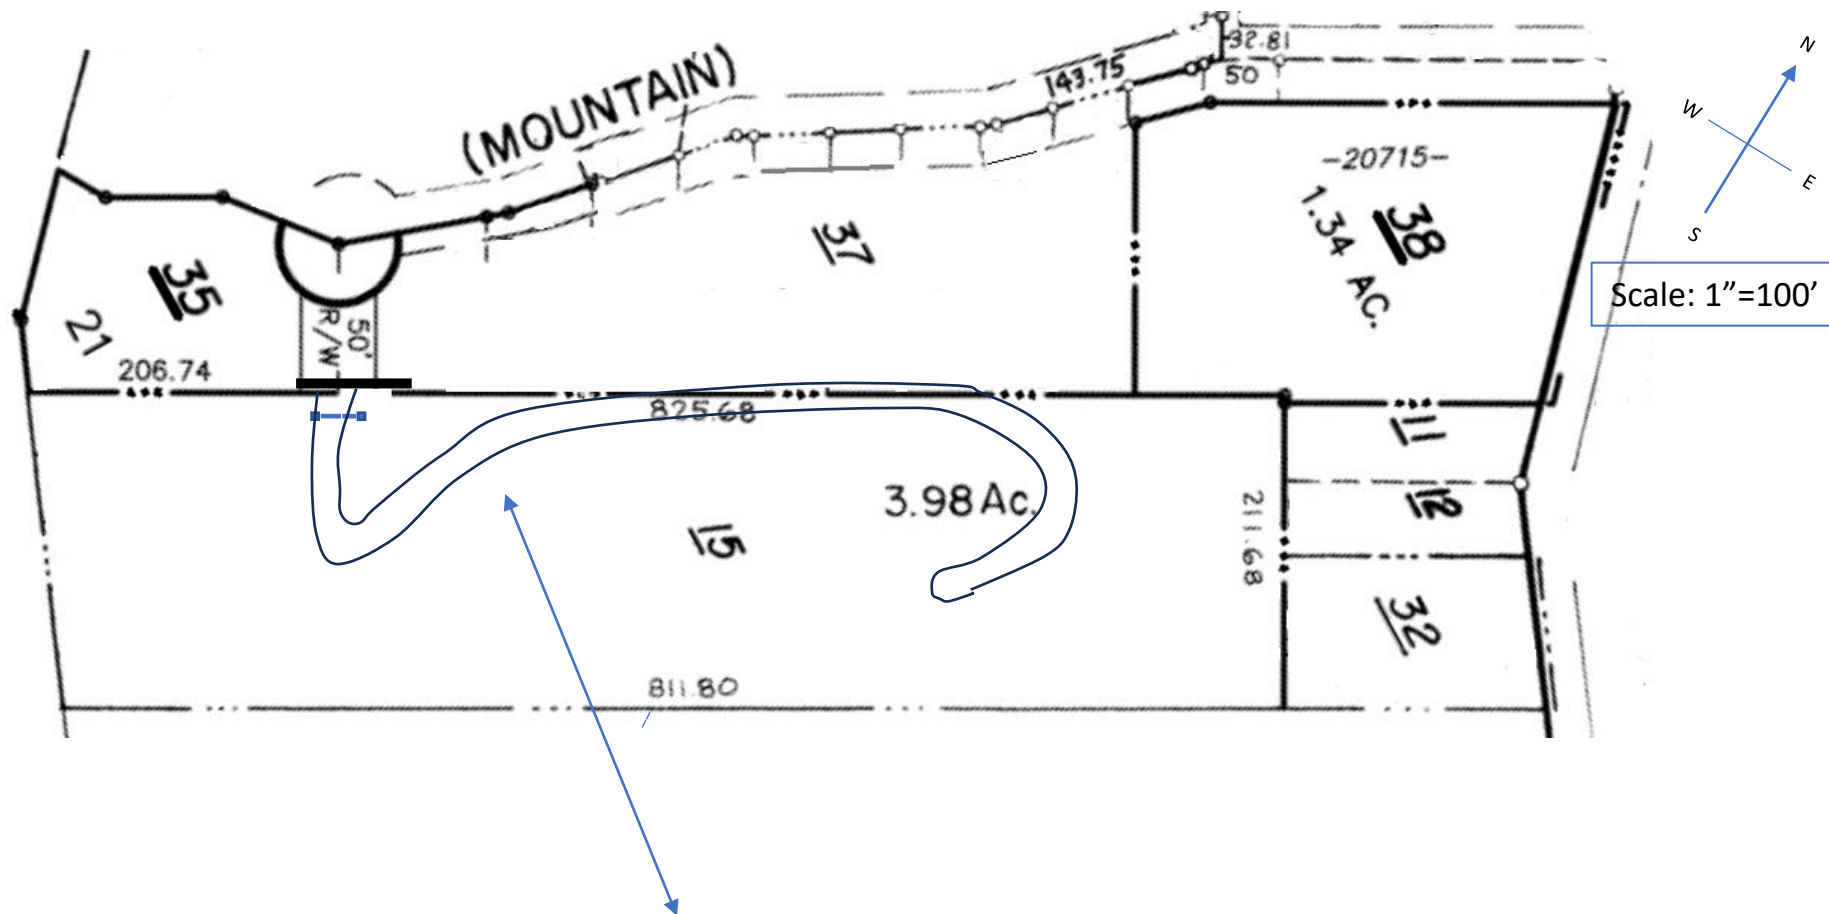 (MOUNTAIN)
143.75
32.81
50
N
W
E
S
-20715-
1.34 AC.
38
37
Scale: 1”=100’
35
21
50'
R/W
206.74
825.68
11
12
3.98 Ac.
15
211.68
32
811.80